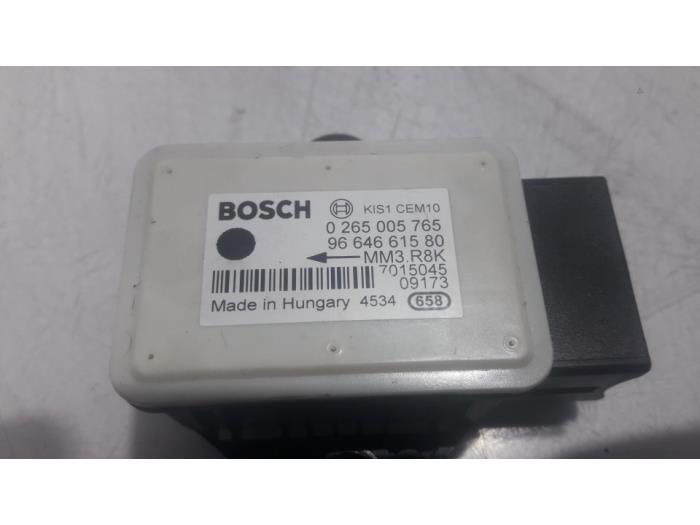 BOSCH KIS1 CEM10
0 265 005 765
96 646 615 80
MM3.R8K
7015045
09173
Made in Hungary 4534 658